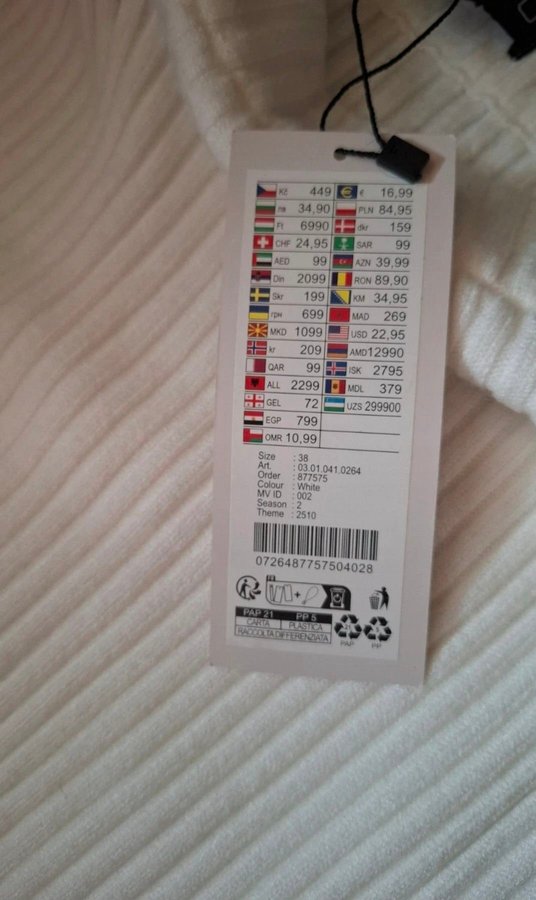 Kč 449 € 16,99
лв 34,90 PLN 84,95
Ft 6990 dkr 159
CHF 24,95 SAR 99
AED 99 AZN 39,99
Din 2099 RON 89,90
Skr 199 KM 34,95
грн 699 MAD 269
MKD 1099 USD 22,95
kr 209 AMD 12990
QAR 99 ISK 2795
ALL 2299 MDL 379
GEL 72 UZS 299900
EGP 799
OMR 10,99
Size : 38
Art. : 03.01.041.0264
Order : 877575
Colour : White
MV ID : 002
Season : 2
Theme : 2510
0726487757504028
PAP 21 PP 5
CARTA PLASTICA
RACCOLTA DIFFERENZIATA
PAP PP